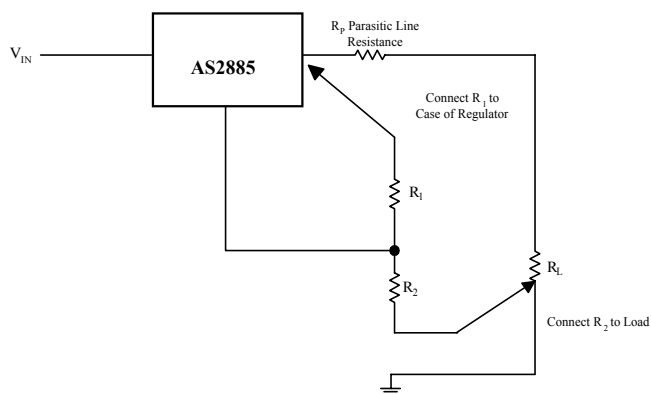 R_P Parasitic Line
Resistance
V_IN
AS2885
Connect R_1 to
Case of Regulator
R_1
R_L
R_2
Connect R_2 to Load